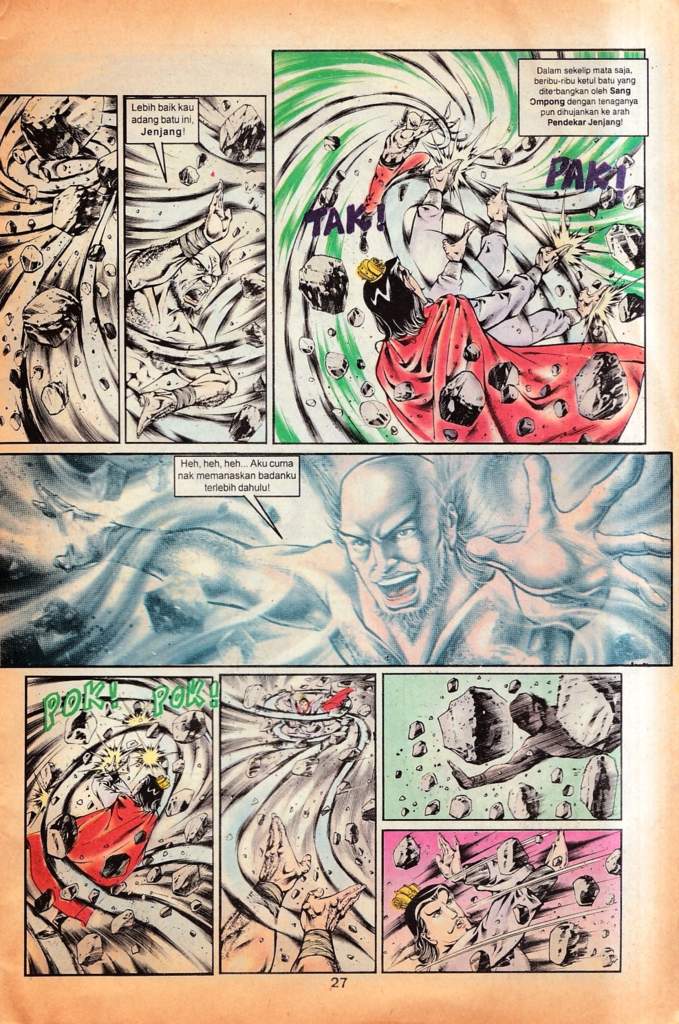 Lebih baik kau
adang batu ini,
Jenjang!
Dalam sekelip mata saja,
beribu-ribu ketul batu yang
diterbangkan oleh Sang
Ompong dengan tenaganya
pun dihujankan ke arah
Pendekar Jenjang!
TAK!
PAK!
Heh, heh, heh... Aku cuma
nak memanaskan badanku
terlebih dahulu!
POK! POK!
27